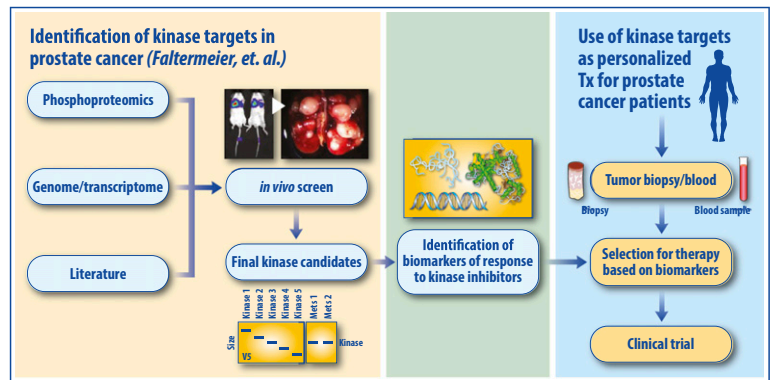 Identification of kinase targets in
prostate cancer (Faltermeier, et. al.)
Phosphoproteomics
Genome/transcriptome
Literature
in vivo screen
Final kinase candidates
Kinase 1
Kinase 2
Kinase 3
Kinase 4
Kinase 5
Mets 1
Mets 2
Size
V5
Kinase
Identification of
biomarkers of response
to kinase inhibitors
Use of kinase targets
as personalized
Tx for prostate
cancer patients
Tumor biopsy/blood
Biopsy
Blood sample
Selection for therapy
based on biomarkers
Clinical trial